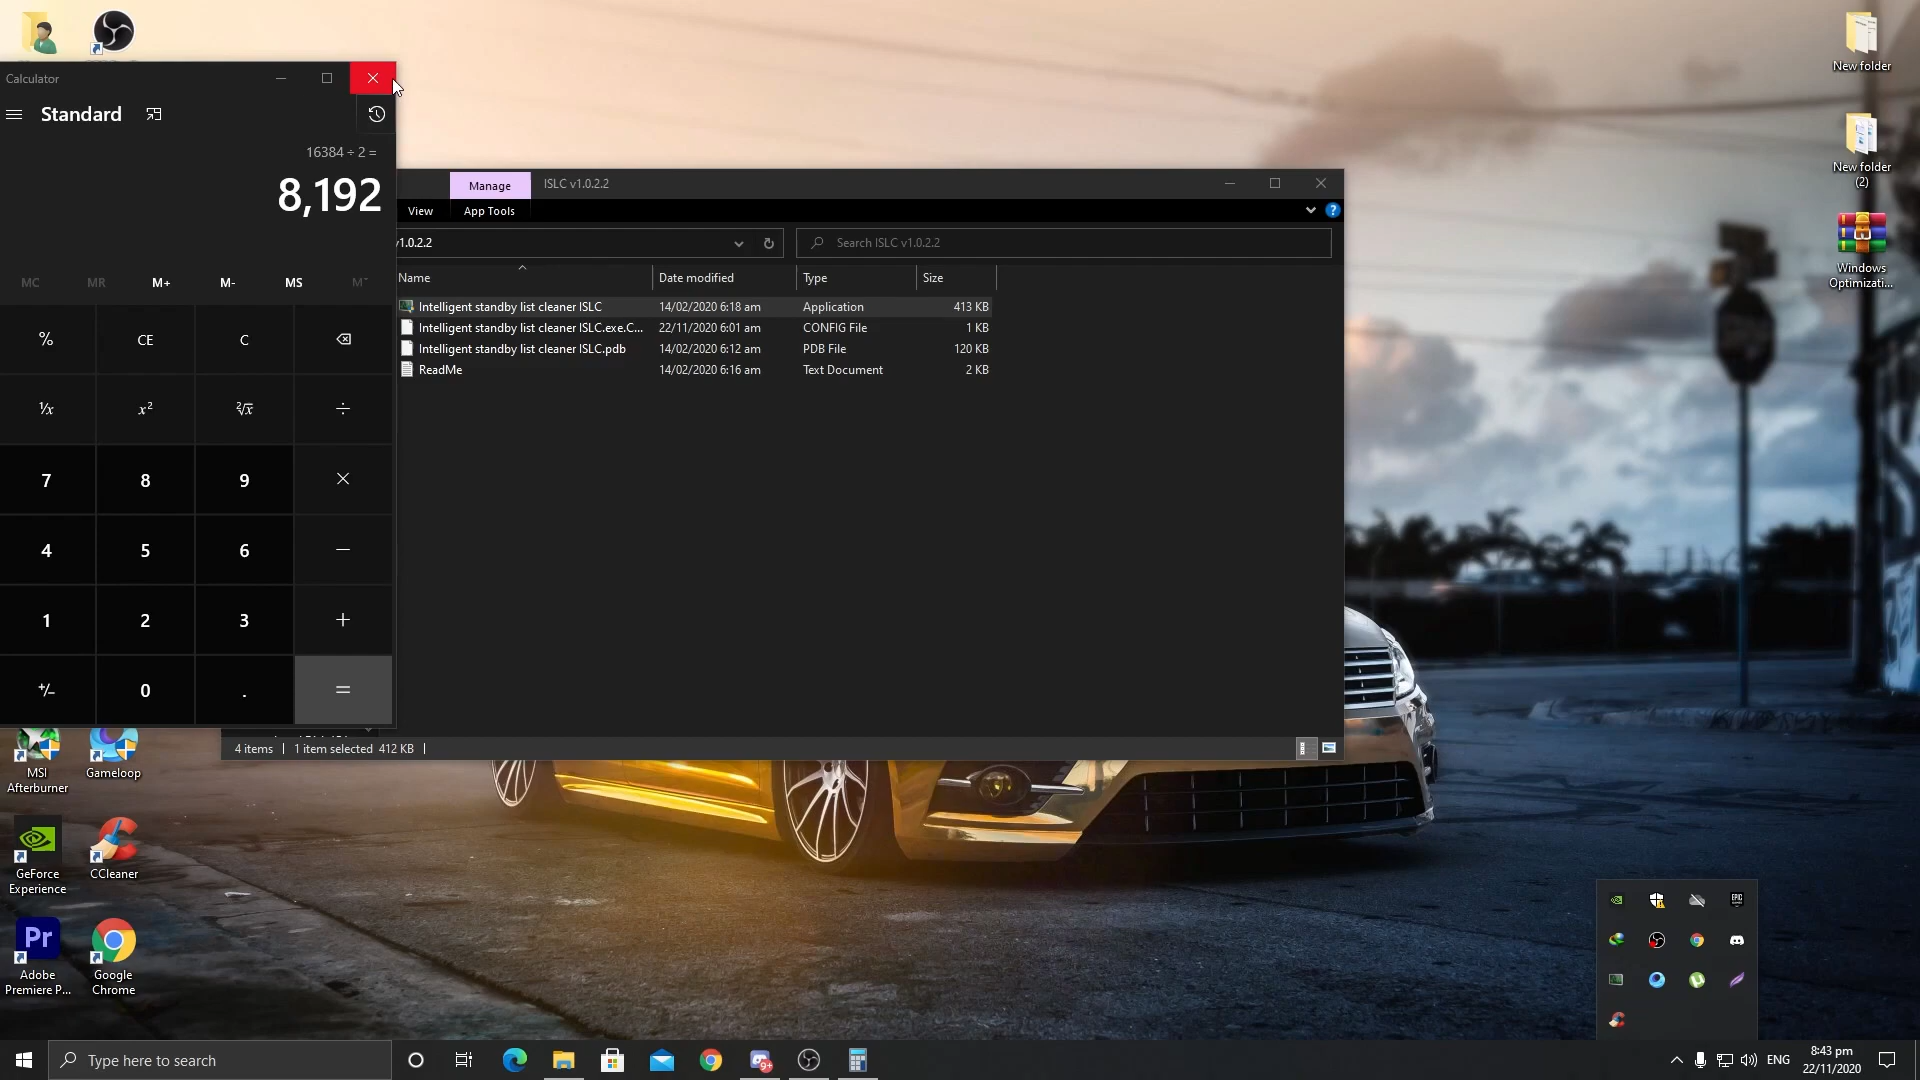 Calculator
Standard
16384 ÷ 2 =
8,192
MC MR M+ M- MS M˅
% CE C
¹⁄x x² ²√x ÷
7 8 9 ×
4 5 6 −
1 2 3 +
+/- 0 . =
Manage ISLC v1.0.2.2
View App Tools
v1.0.2.2 Search ISLC v1.0.2.2
Name Date modified Type Size
Intelligent standby list cleaner ISLC 14/02/2020 6:18 am Application 413 KB
Intelligent standby list cleaner ISLC.exe.C... 22/11/2020 6:01 am CONFIG File 1 KB
Intelligent standby list cleaner ISLC.pdb 14/02/2020 6:12 am PDB File 120 KB
ReadMe 14/02/2020 6:16 am Text Document 2 KB
4 items 1 item selected 412 KB
New folder
New folder
(2)
Windows
Optimizati...
MSI
Afterburner
Gameloop
GeForce
Experience
CCleaner
Pr
Adobe
Premiere P...
Google
Chrome
EPIC
Type here to search
9+
ENG
8:43 pm
22/11/2020